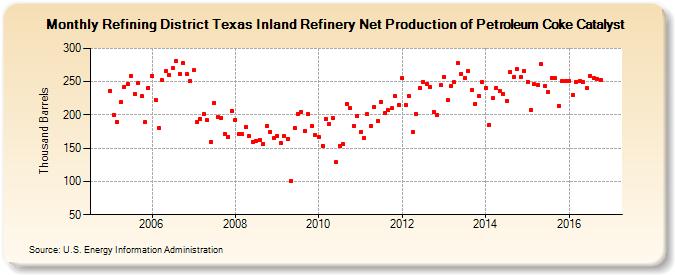 Monthly Refining District Texas Inland Refinery Net Production of Petroleum Coke Catalyst
Thousand Barrels
300
250
200
150
100
50
2006 2008 2010 2012 2014 2016
Source: U.S. Energy Information Administration